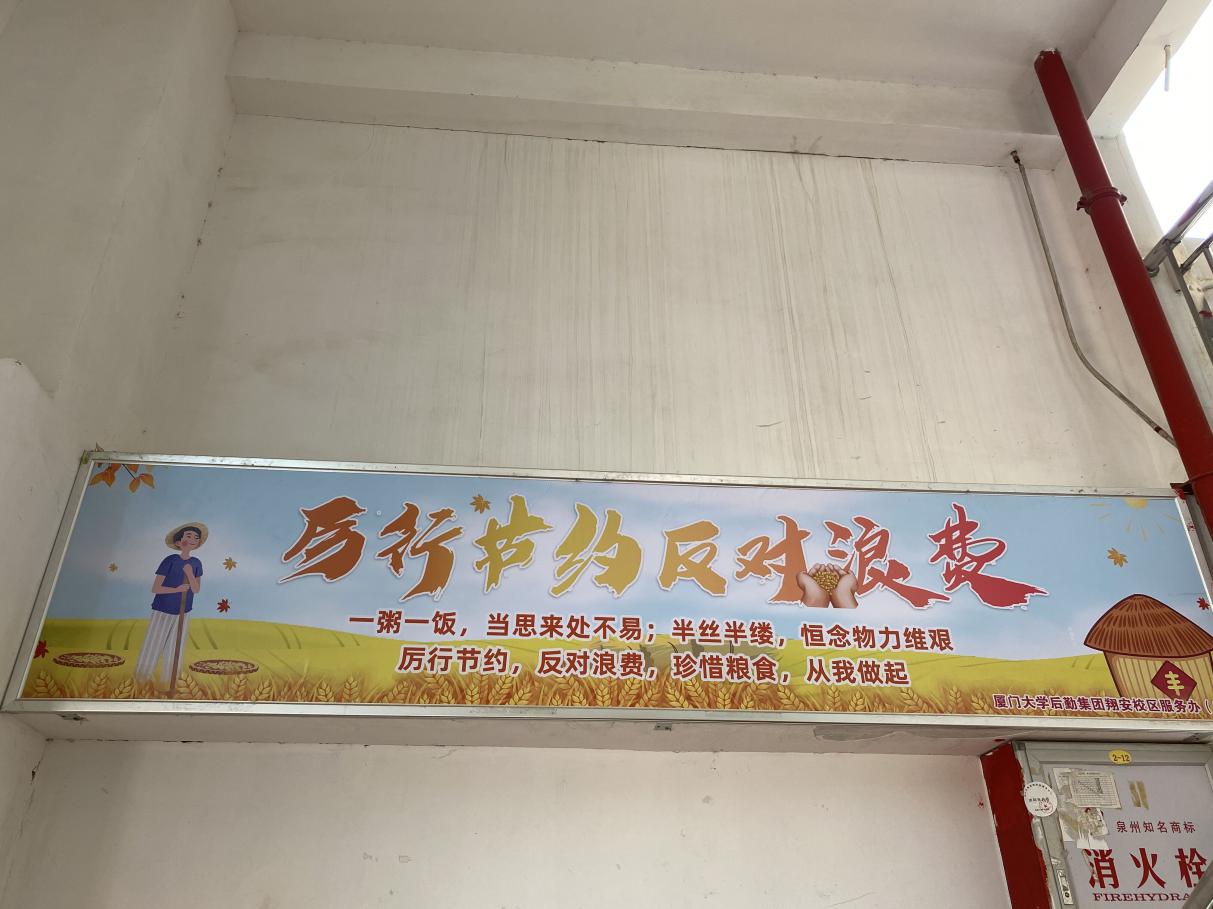 厉行节约反对浪费
一粥一饭，当思来处不易；半丝半缕，恒念物力维艰
厉行节约，反对浪费，珍惜粮食，从我做起
丰
厦门大学后勤集团翔安校区服务办（
2-12
泉州知名商标
消火栓
FIREHYDRA